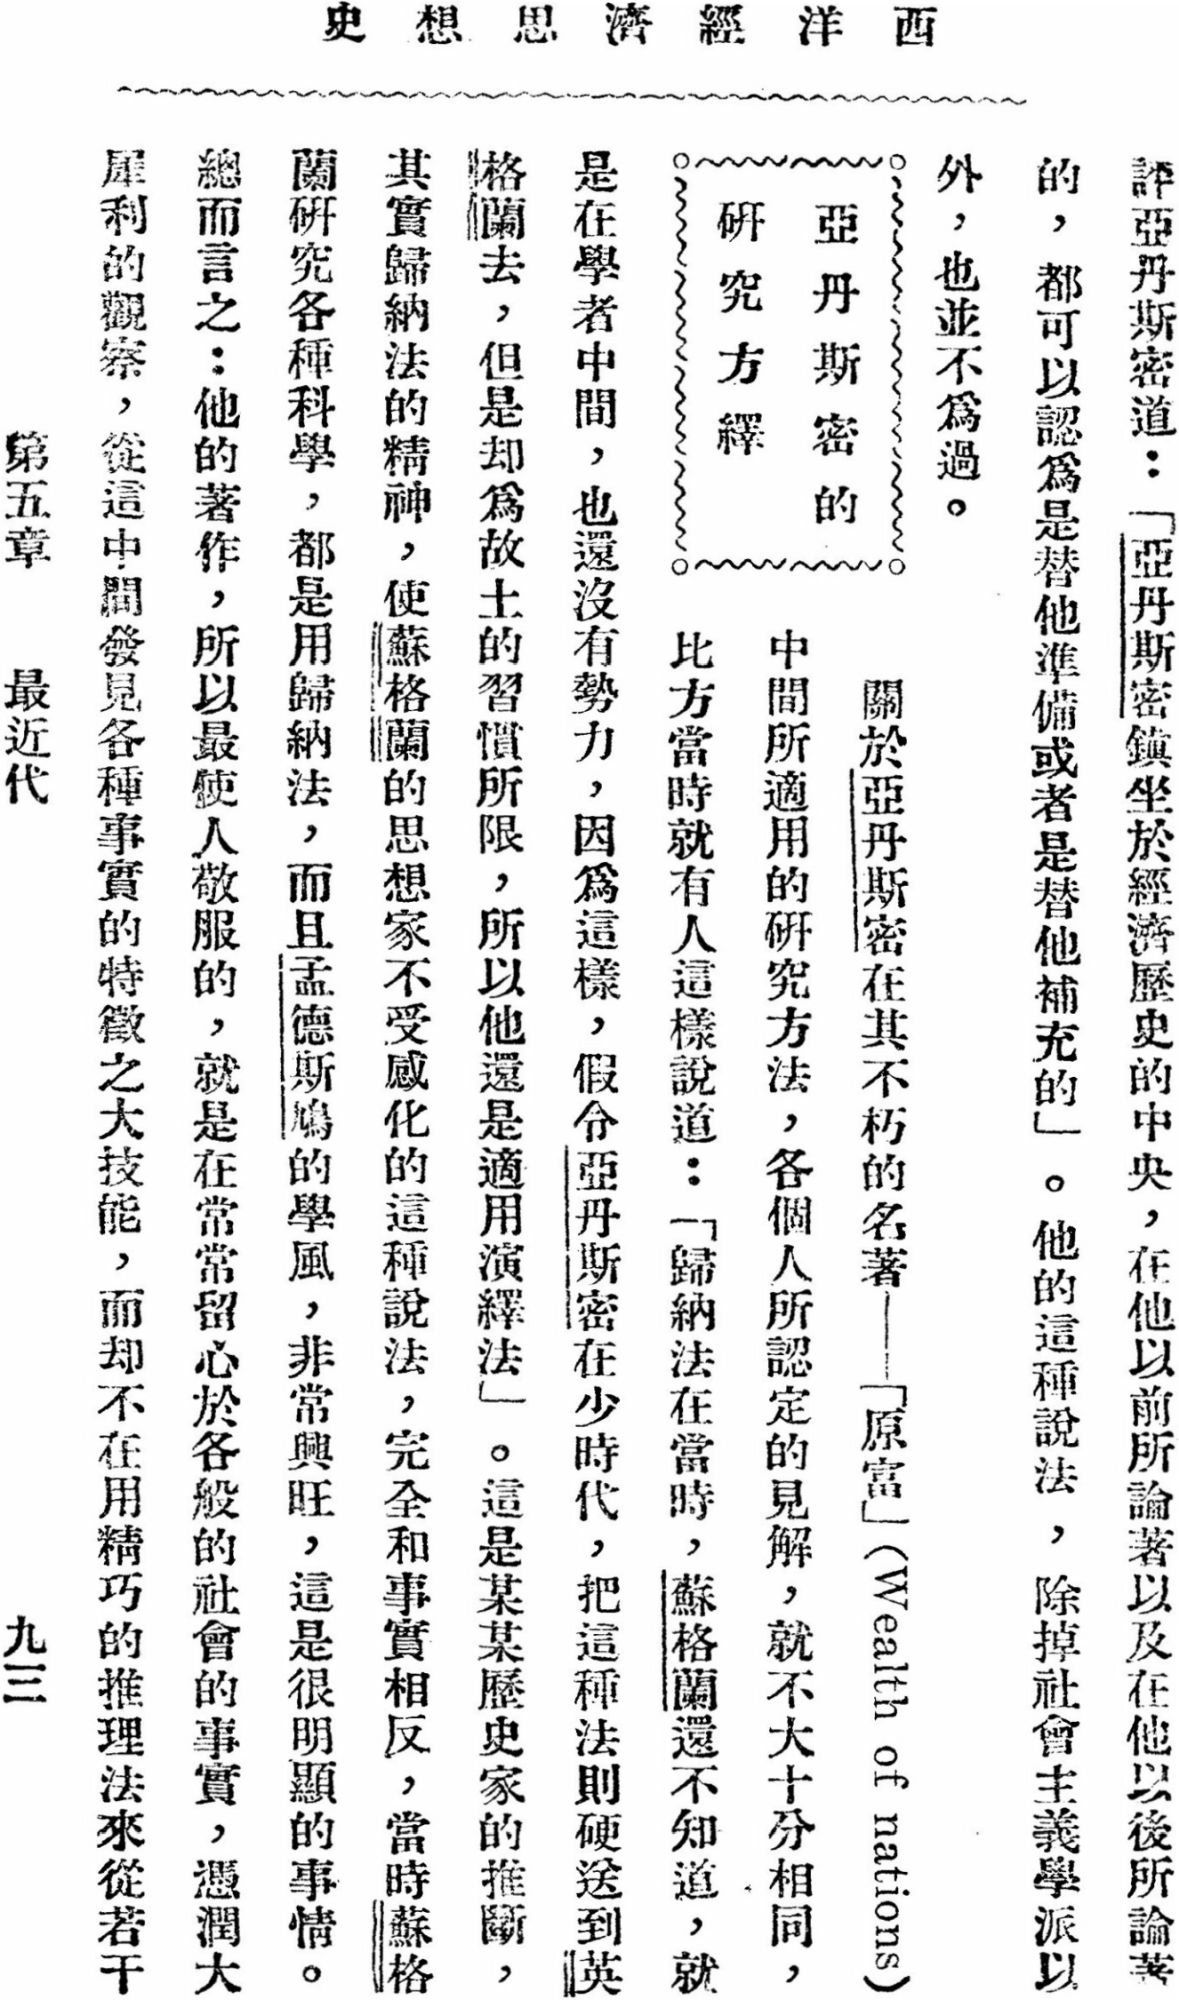 西洋經濟思想史
評亞丹斯密道：「亞丹斯密鎮坐於經濟歷史的中央，在他以前所論著以及在他以後所論著
的，都可以認爲是替他準備或者是替他補充的」。他的這種說法，除掉社會主義學派以
外，也並不爲過。
亞丹斯密的
研究方繹
關於亞丹斯密在其不朽的名著——「原富」(Wealth of nations)
中間所適用的研究方法，各個人所認定的見解，就不大十分相同，
比方當時就有人這樣說道：「歸納法在當時，蘇格蘭還不知道，就
是在學者中間，也還沒有勢力，因爲這樣，假令亞丹斯密在少時代，把這種法則硬送到英
格蘭去，但是却爲故土的習慣所限，所以他還是適用演繹法」。這是某某歷史家的推斷，
其實歸納法的精神，使蘇格蘭的思想家不受感化的這種說法，完全和事實相反，當時蘇格
蘭研究各種科學，都是用歸納法，而且孟德斯鳩的學風，非常興旺，這是很明顯的事情。
總而言之：他的著作，所以最使人敬服的，就是在常常留心於各般的社會的事實，憑潤大
犀利的觀察，從這中間發見各種事實的特徵之大技能，而却不在用精巧的推理法來從若干
第五章　最近代
九三